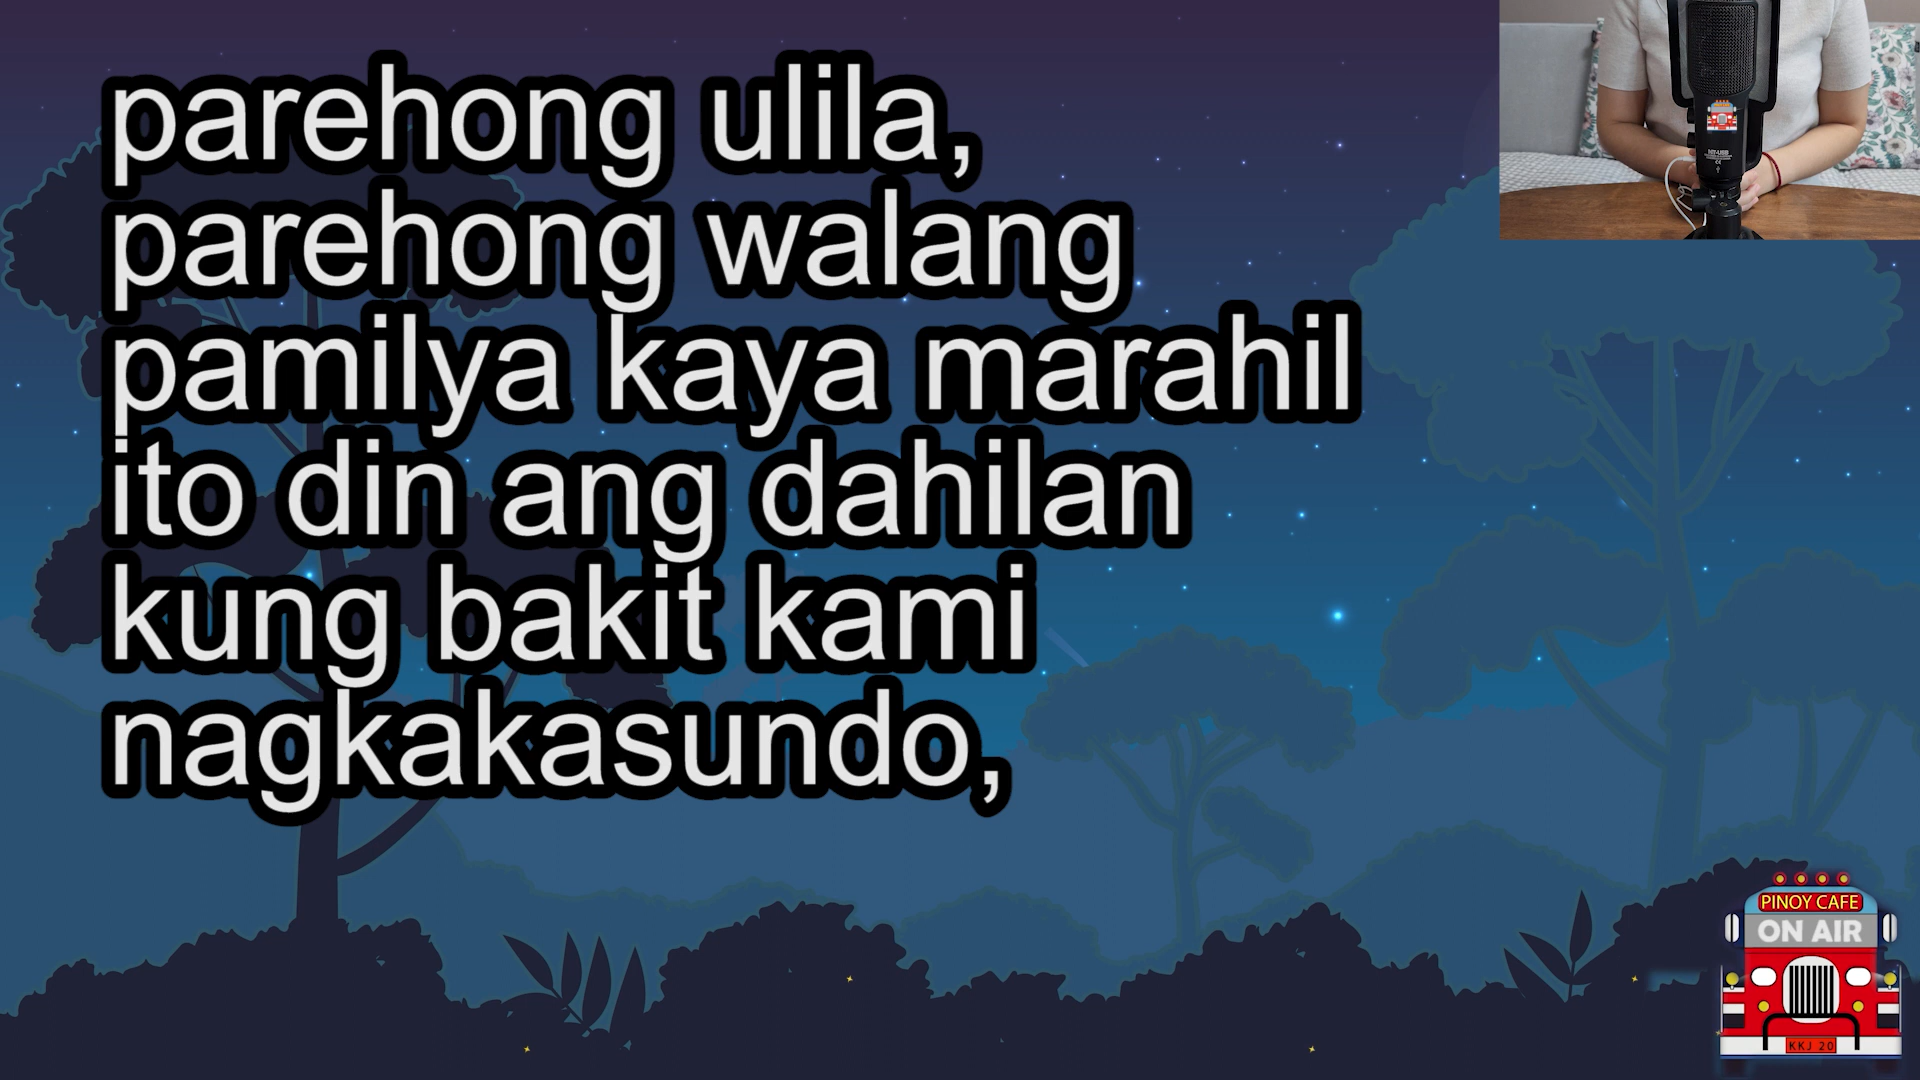 parehong ulila,
parehong walang
pamilya kaya marahil
ito din ang dahilan
kung bakit kami
nagkakasundo,
PINOY CAFE
ON AIR
KKJ 20